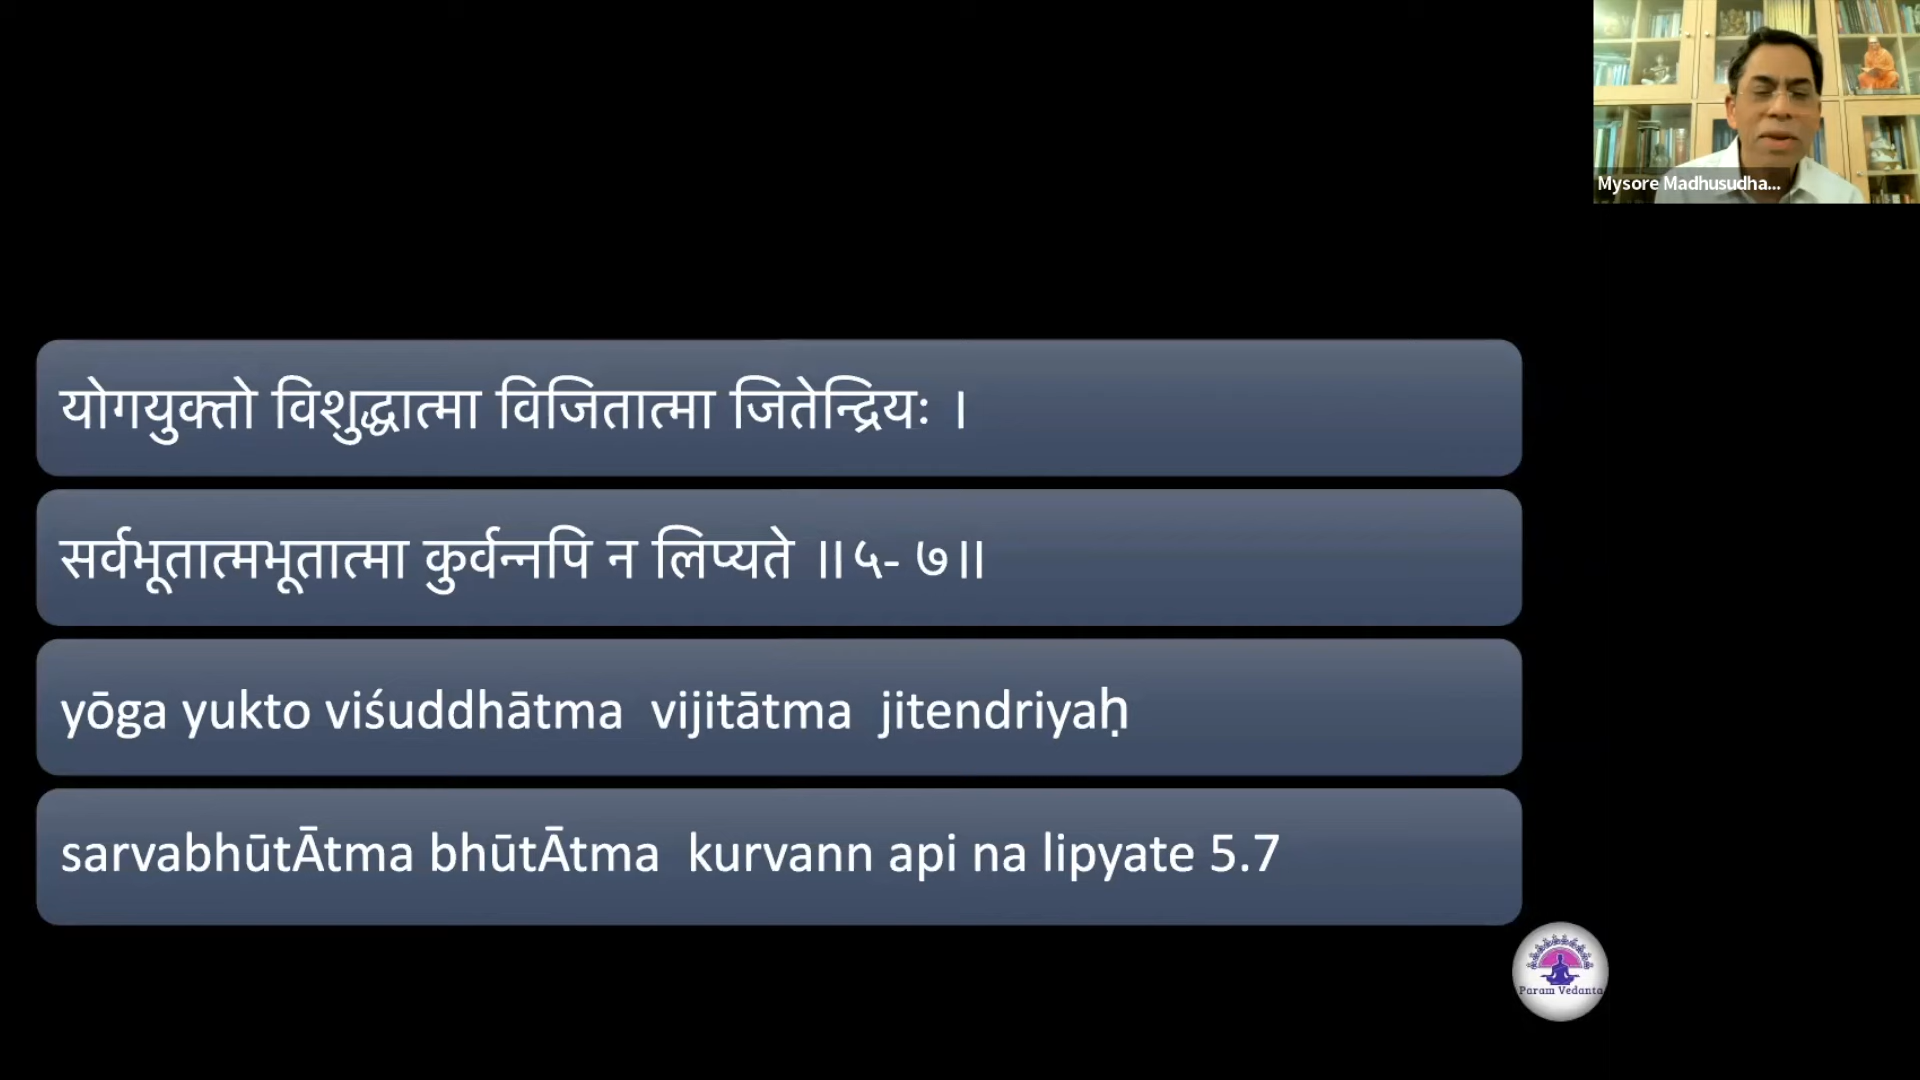 Mysore Madhusudha...
योगयुक्तो विशुद्धात्मा विजितात्मा जितेन्द्रियः ।
सर्वभूतात्मभूतात्मा कुर्वन्नपि न लिप्यते ॥५- ७॥
yōga yukto viśuddhātma vijitātma jitendriyaḥ
sarvabhūtĀtma bhūtĀtma kurvann api na lipyate 5.7
Param Vedanta